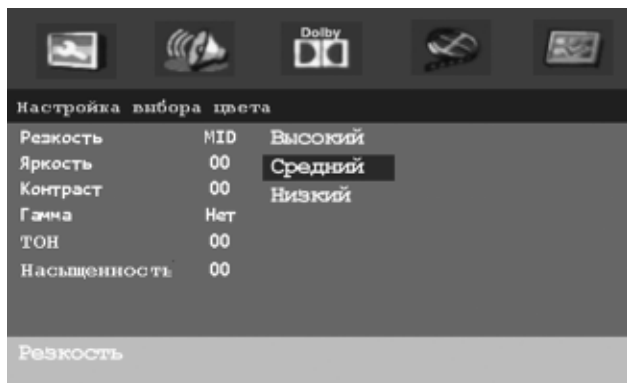 Dolby
Настройка вибора цвета
Резкость MID Высокий
Яркость 00 Средний
Контраст 00 Низкий
Гамма Нет
ТОН 00
Насыщенность 00
Резкость